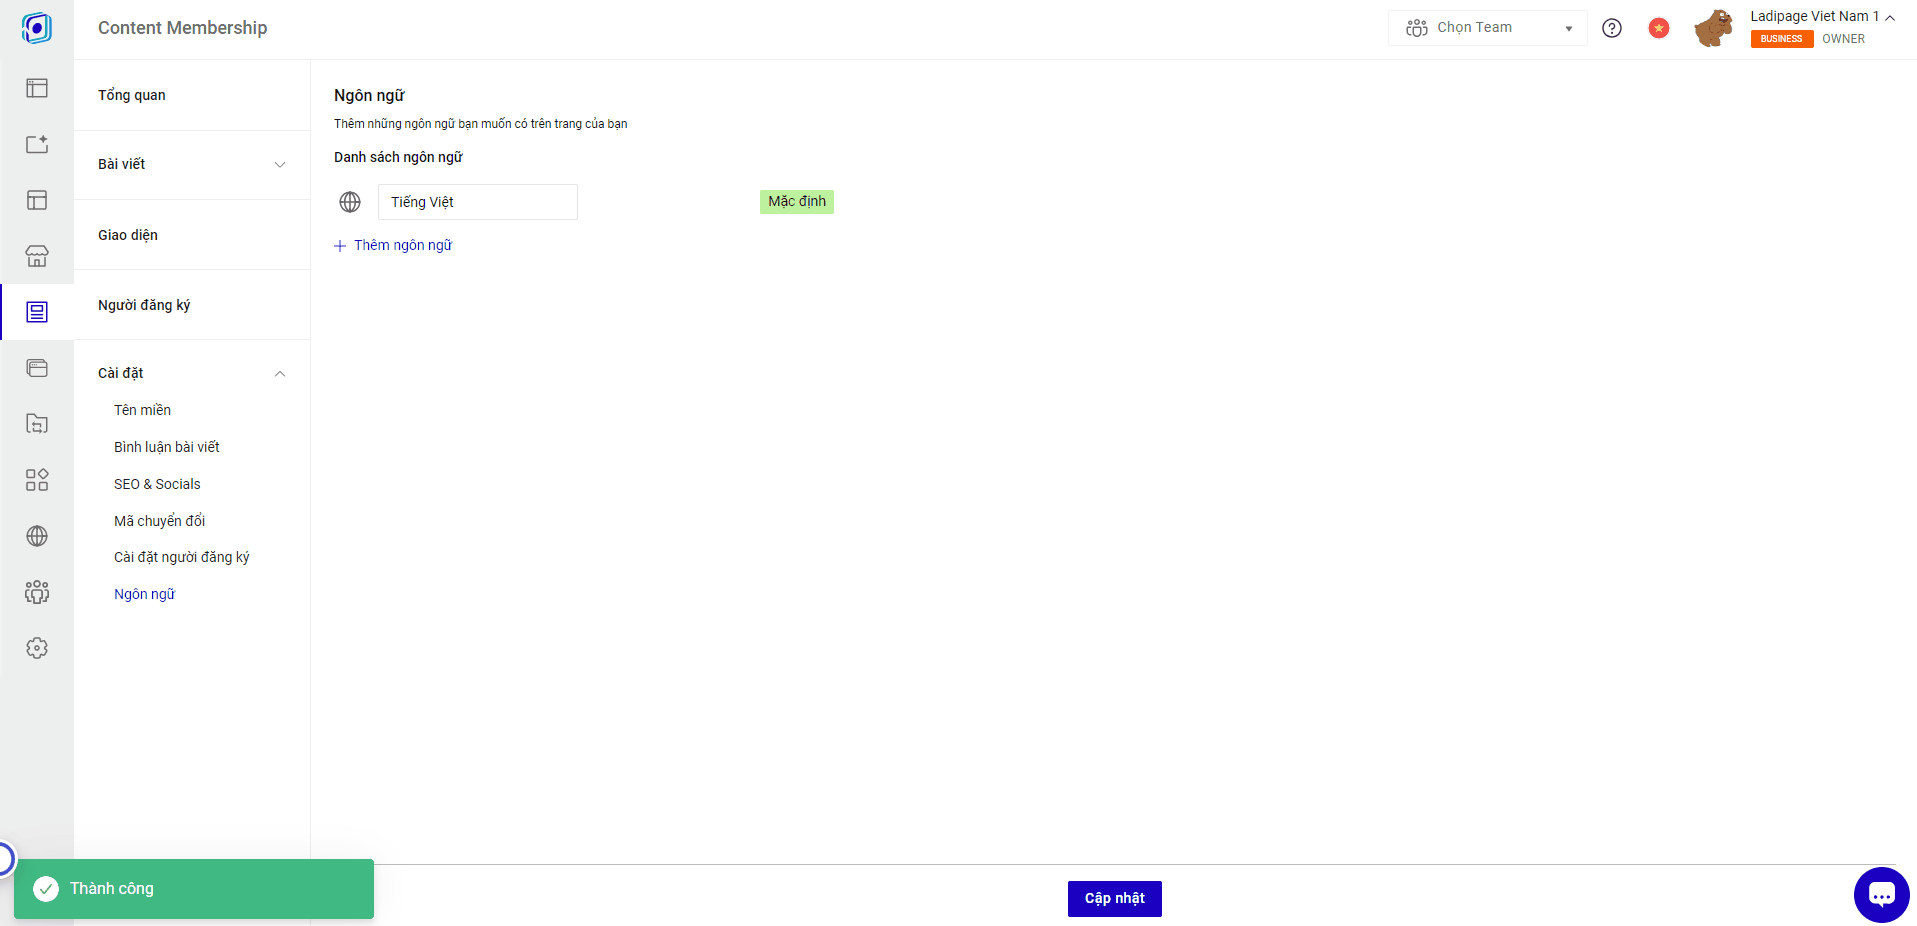 Content Membership
Chọn Team
Ladipage Viet Nam 1
BUSINESS
OWNER
Tổng quan
Bài viết
Giao diện
Người đăng ký
Cài đặt
Tên miền
Bình luận bài viết
SEO & Socials
Mã chuyển đổi
Cài đặt người đăng ký
Ngôn ngữ
Ngôn ngữ
Thêm những ngôn ngữ bạn muốn có trên trang của bạn
Danh sách ngôn ngữ
Tiếng Việt
Mặc định
Thêm ngôn ngữ
Thành công
Cập nhật